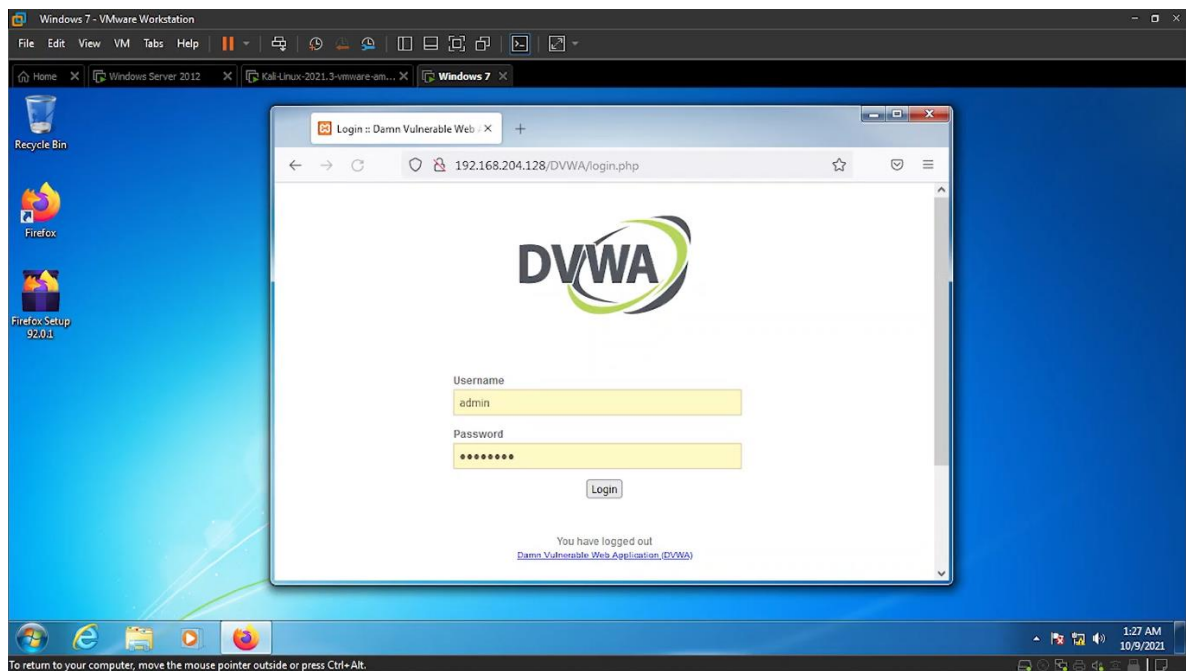 Windows 7 - VMware Workstation
File Edit View VM Tabs Help
Home Windows Server 2012 Kali-Linux-2021.3-vmware-am... Windows 7
Recycle Bin
Login :: Damn Vulnerable Web A
192.168.204.128/DVWA/login.php
Firefox
DVWA
Firefox Setup
92.0.1
Username
admin
Password
Login
You have logged out
Damn Vulnerable Web Application (DVWA)
1:27 AM
10/9/2021
To return to your computer, move the mouse pointer outside or press Ctrl+Alt.